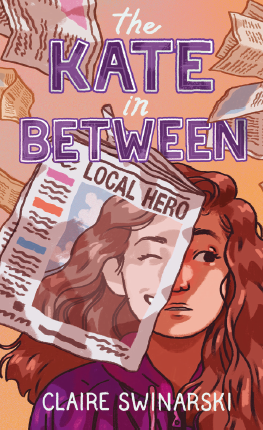 the
KATE
in
BETWEEN
LOCAL HERO
CLAIRE SWINARSKI